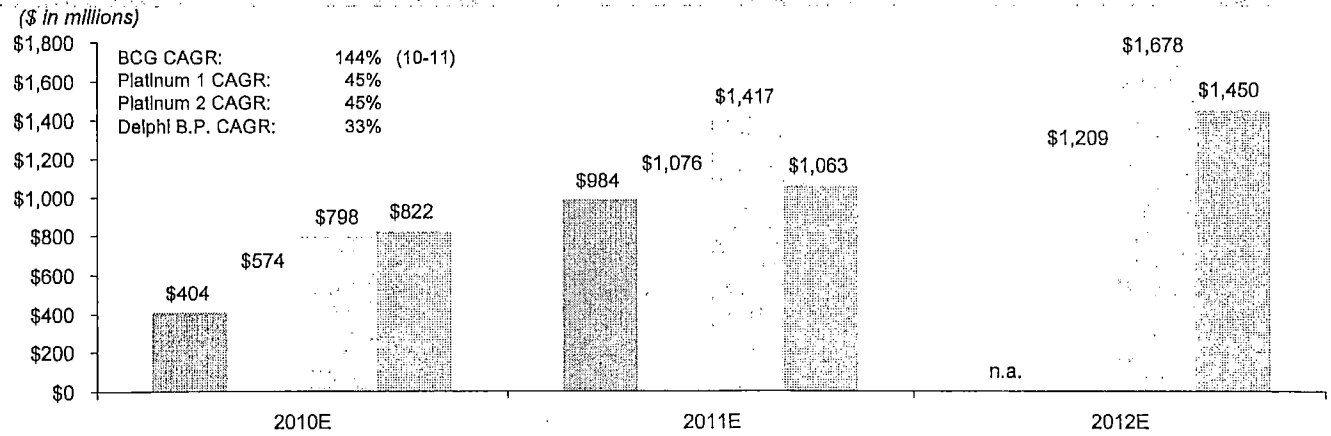 ($ in millions)
$1,800
$1,600
$1,400
$1,200
$1,000
$800
$600
$400
$200
$0
BCG CAGR: 144% (10-11)
Platinum 1 CAGR: 45%
Platinum 2 CAGR: 45%
Delphi B.P. CAGR: 33%
$404
$574
$798
$822
$984
$1,076
$1,417
$1,063
n.a.
$1,209
$1,678
$1,450
2010E
2011E
2012E